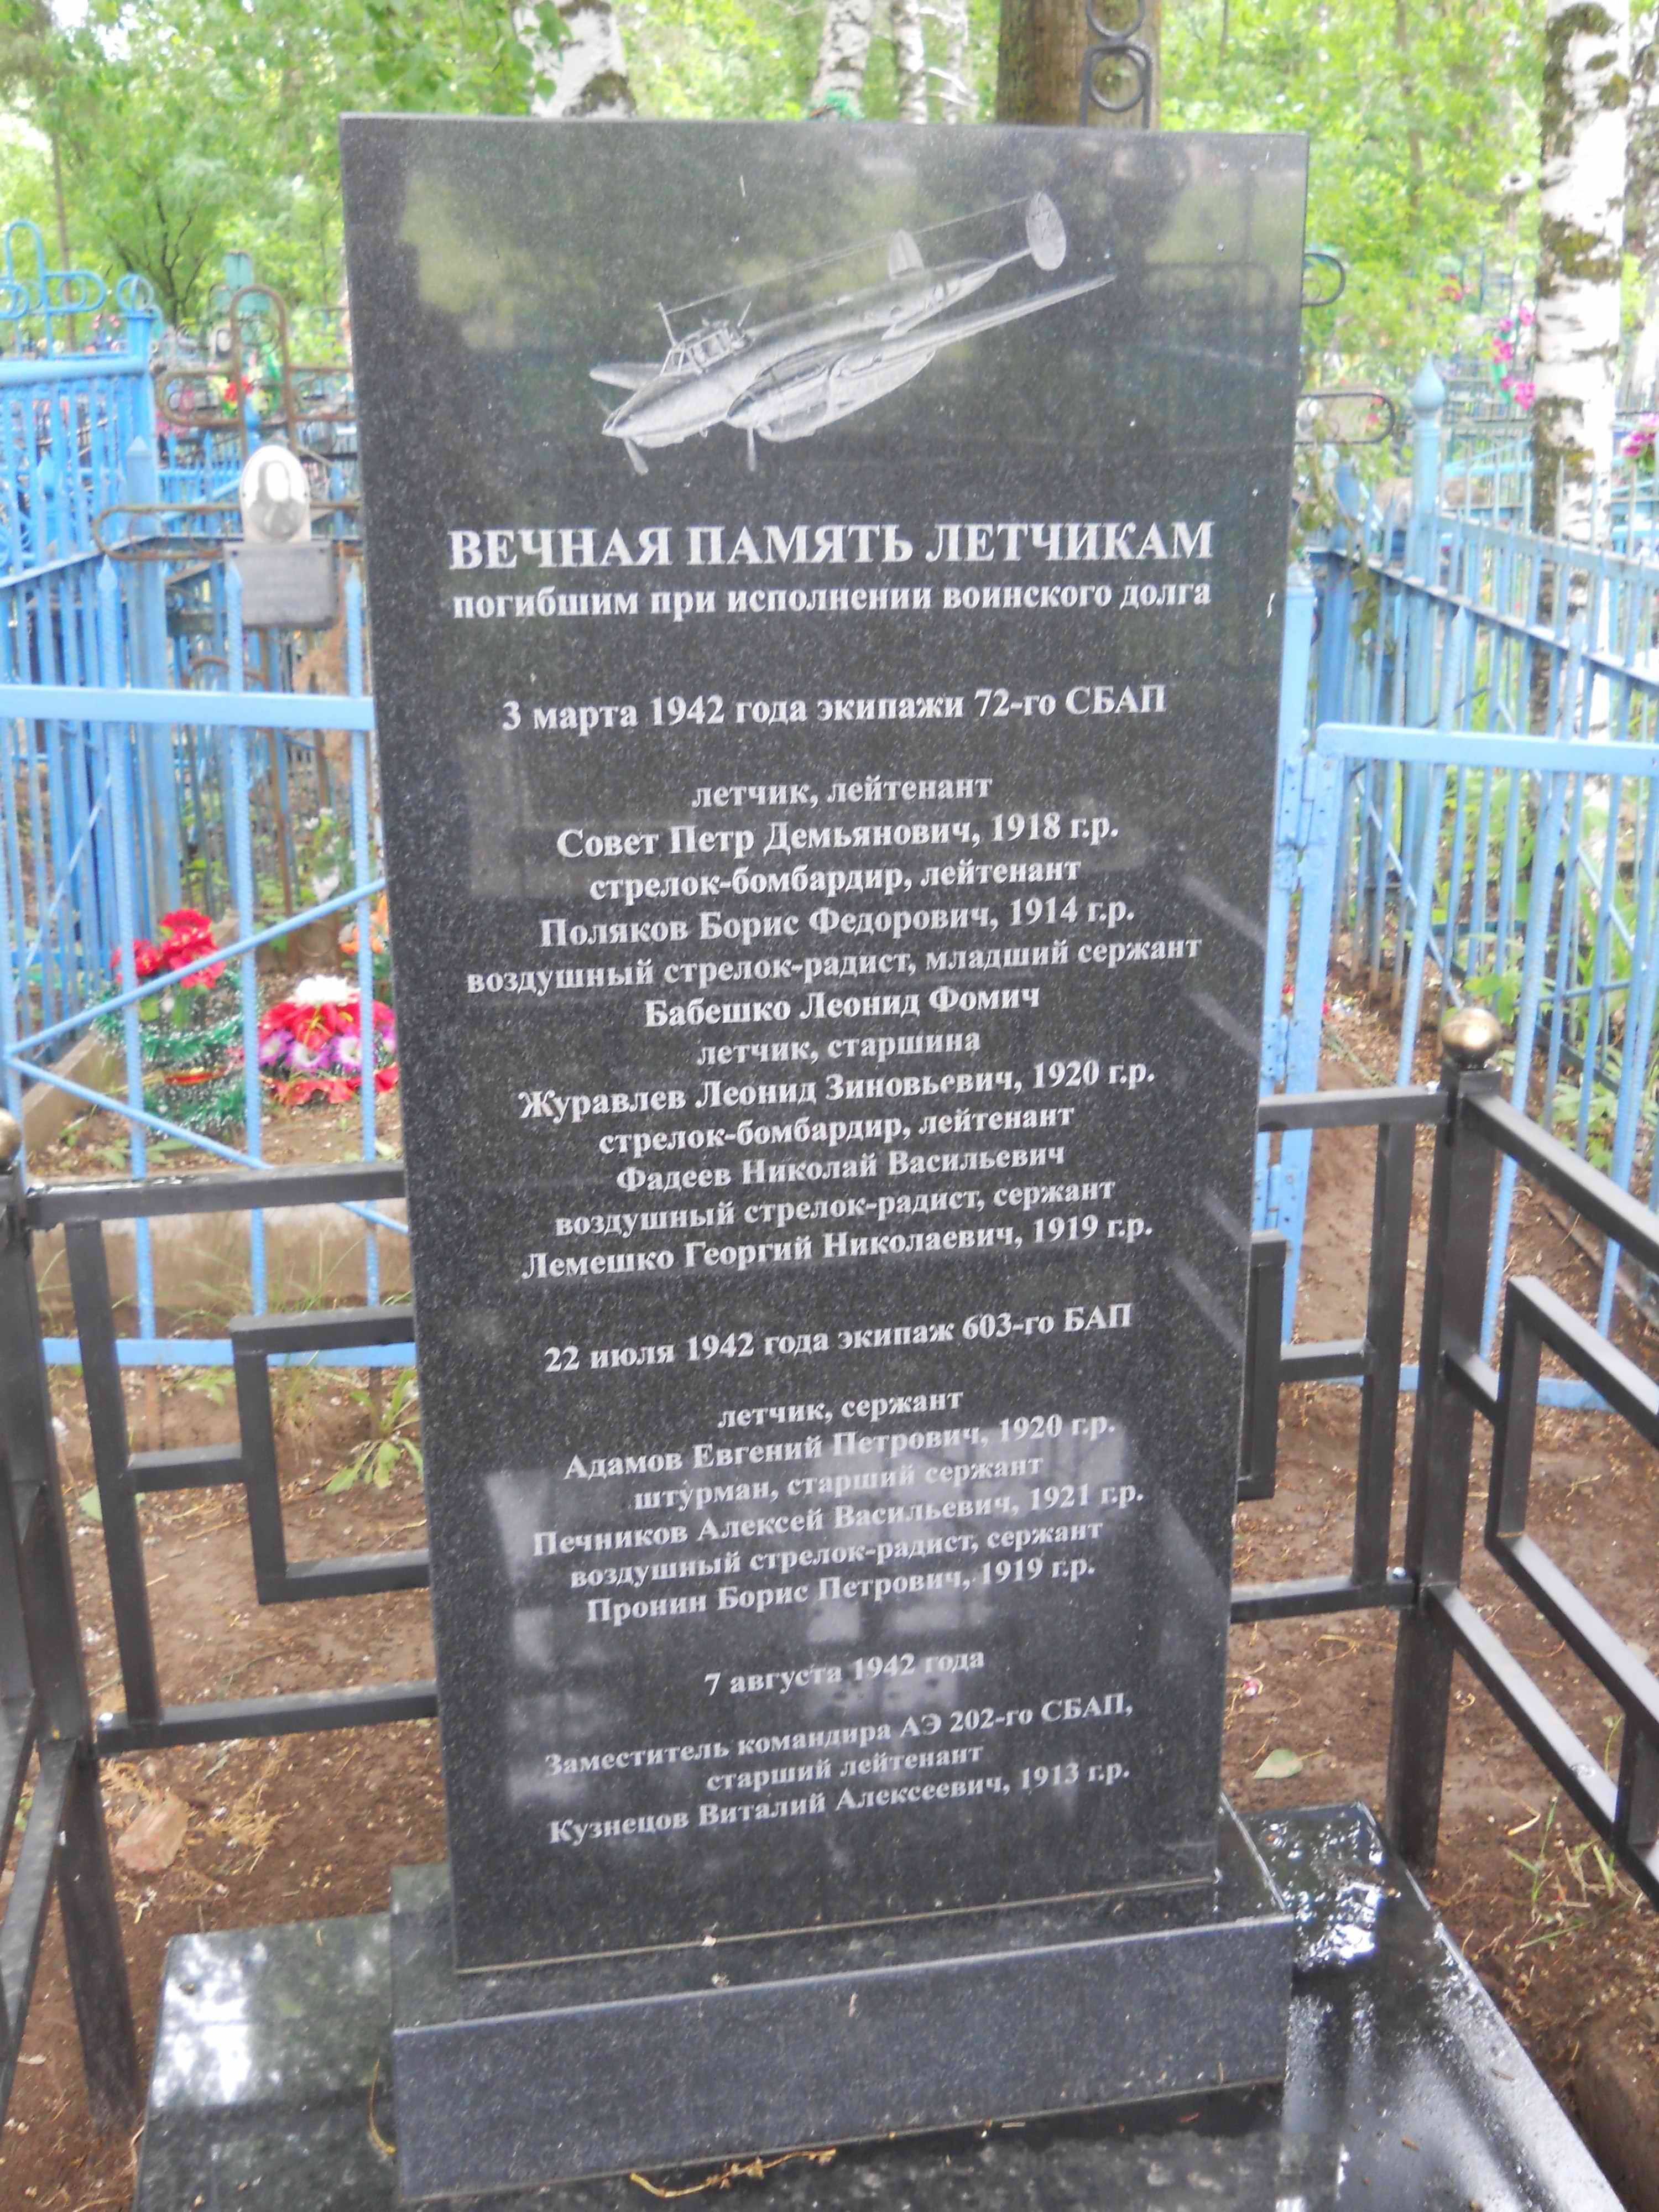 ВЕЧНАЯ ПАМЯТЬ ЛЕТЧИКАМ
погибшим при исполнении воинского долга
3 марта 1942 года экипажи 72-го СБАП
летчик, лейтенант
Совет Петр Демьянович, 1918 г.р.
стрелок-бомбардир, лейтенант
Поляков Борис Федорович, 1914 г.р.
воздушный стрелок-радист, младший сержант
Бабешко Леонид Фомич
летчик, старшина
Журавлев Леонид Зиновьевич, 1920 г.р.
стрелок-бомбардир, лейтенант
Фадеев Николай Васильевич
воздушный стрелок-радист, сержант
Лемешко Георгий Николаевич, 1919 г.р.
22 июля 1942 года экипаж 603-го БАП
летчик, сержант
Адамов Евгений Петрович, 1920 г.р.
штурман, старший сержант
Печников Алексей Васильевич, 1921 г.р.
воздушный стрелок-радист, сержант
Пронин Борис Петрович, 1919 г.р.
7 августа 1942 года
Заместитель командира АЭ 202-го СБАП,
старший лейтенант
Кузнецов Виталий Алексеевич, 1913 г.р.